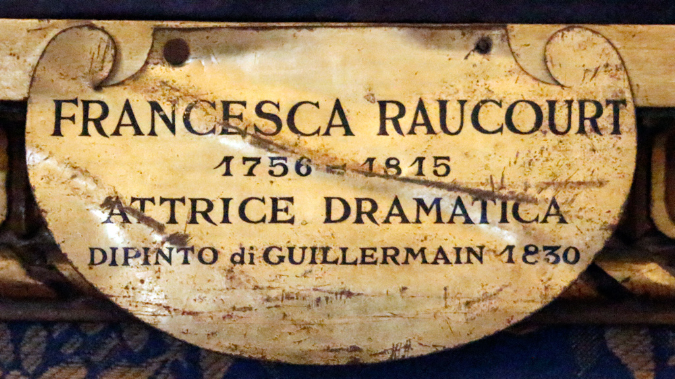 FRANCESCA RAUCOURT
1756 - 1815
ATTRICE DRAMATICA
DIPINTO di GUILLERMAIN 1830